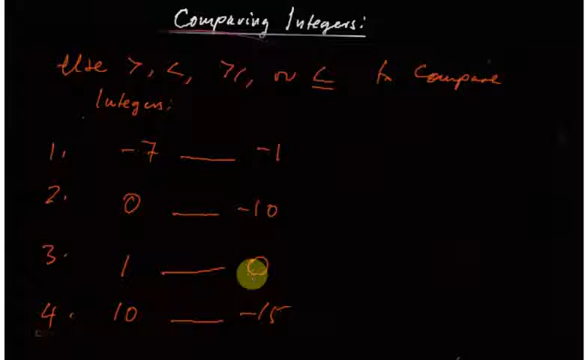 Comparing Integers:
Use >, <, ≥, or ≤ to Compare
Integers:
1. -7 ___ -1
2. 0 ___ -10
3. 1 ___ 0
4. 10 ___ -15